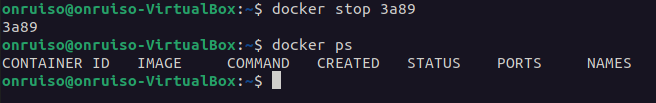 onruiso@onruiso-VirtualBox:~$ docker stop 3a89
3a89
onruiso@onruiso-VirtualBox:~$ docker ps
CONTAINER ID   IMAGE     COMMAND   CREATED   STATUS    PORTS     NAMES
onruiso@onruiso-VirtualBox:~$